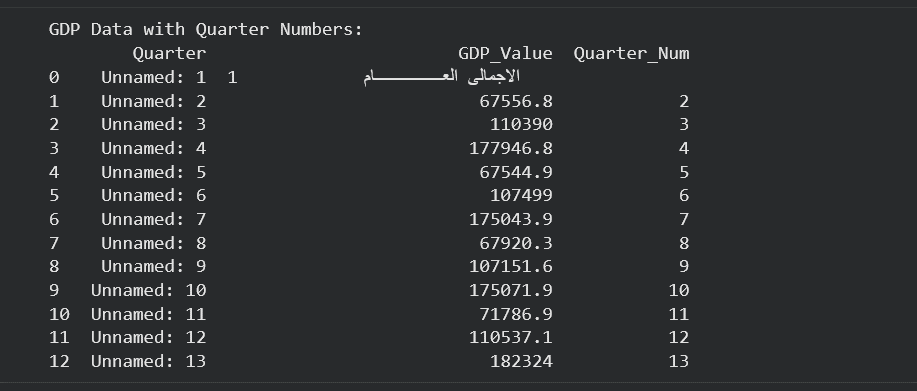 GDP Data with Quarter Numbers:
Quarter GDP_Value Quarter_Num
0 Unnamed: 1 1 الاجمالى العـــــــــام
1 Unnamed: 2 67556.8 2
2 Unnamed: 3 110390 3
3 Unnamed: 4 177946.8 4
4 Unnamed: 5 67544.9 5
5 Unnamed: 6 107499 6
6 Unnamed: 7 175043.9 7
7 Unnamed: 8 67920.3 8
8 Unnamed: 9 107151.6 9
9 Unnamed: 10 175071.9 10
10 Unnamed: 11 71786.9 11
11 Unnamed: 12 110537.1 12
12 Unnamed: 13 182324 13